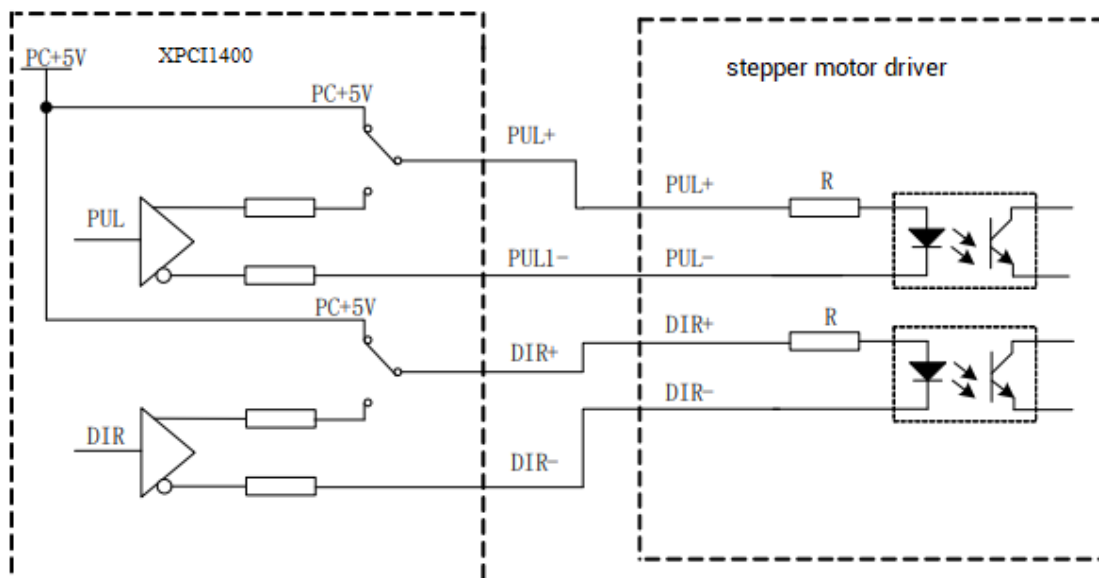 XPCI1400
PC+5V
PC+5V
PUL
PUL+
PUL1-
PC+5V
DIR
DIR+
DIR-
stepper motor driver
PUL+
R
PUL-
DIR+
R
DIR-